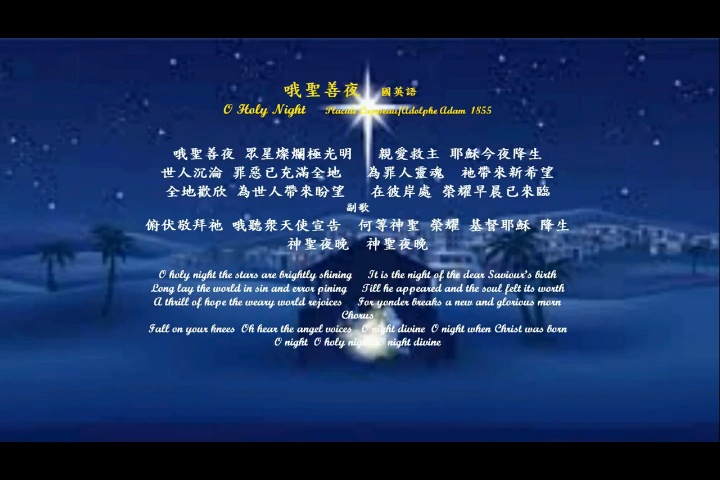 哦聖善夜 國英語
O Holy Night Placide Cappeau/Adolphe Adam 1855
哦聖善夜 眾星燦爛極光明 親愛救主 耶穌今夜降生
世人沉淪 罪惡已充滿全地 為罪人靈魂 祂帶來新希望
全地歡欣 為世人帶來盼望 在彼岸處 榮耀早晨已來臨
副歌
俯伏敬拜祂 哦聽衆天使宣告 何等神聖 榮耀 基督耶穌 降生
神聖夜晚 神聖夜晚
O holy night the stars are brightly shining It is the night of the dear Saviour's birth
Long lay the world in sin and error pining Till he appeared and the soul felt its worth
A thrill of hope the weary world rejoices For yonder breaks a new and glorious morn
Chorus
Fall on your knees Oh hear the angel voices O night divine O night when Christ was born
O night O holy night O night divine